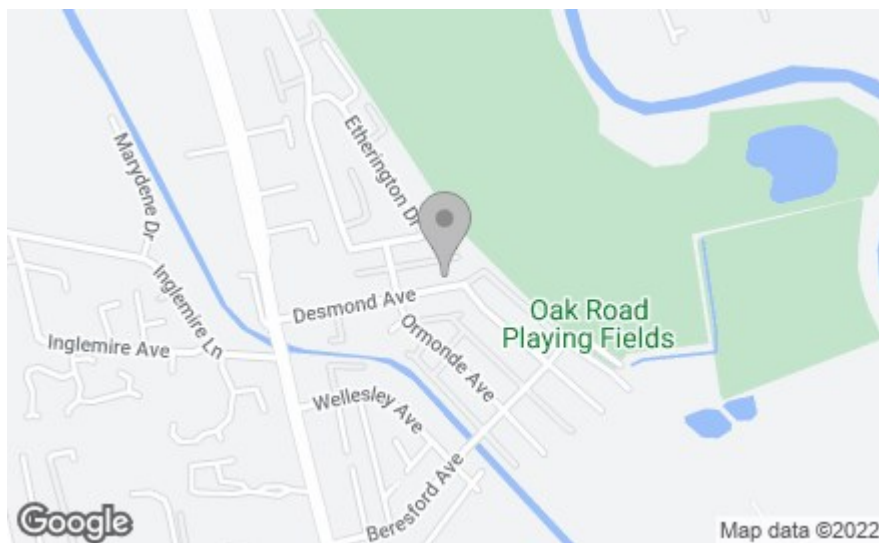 Etherington Dr
Marydene Dr
Inglemire Ln
Desmond Ave
Oak Road
Playing Fields
Inglemire Ave
Ormonde Ave
Wellesley Ave
Beresford Ave
Google
Map data ©2022